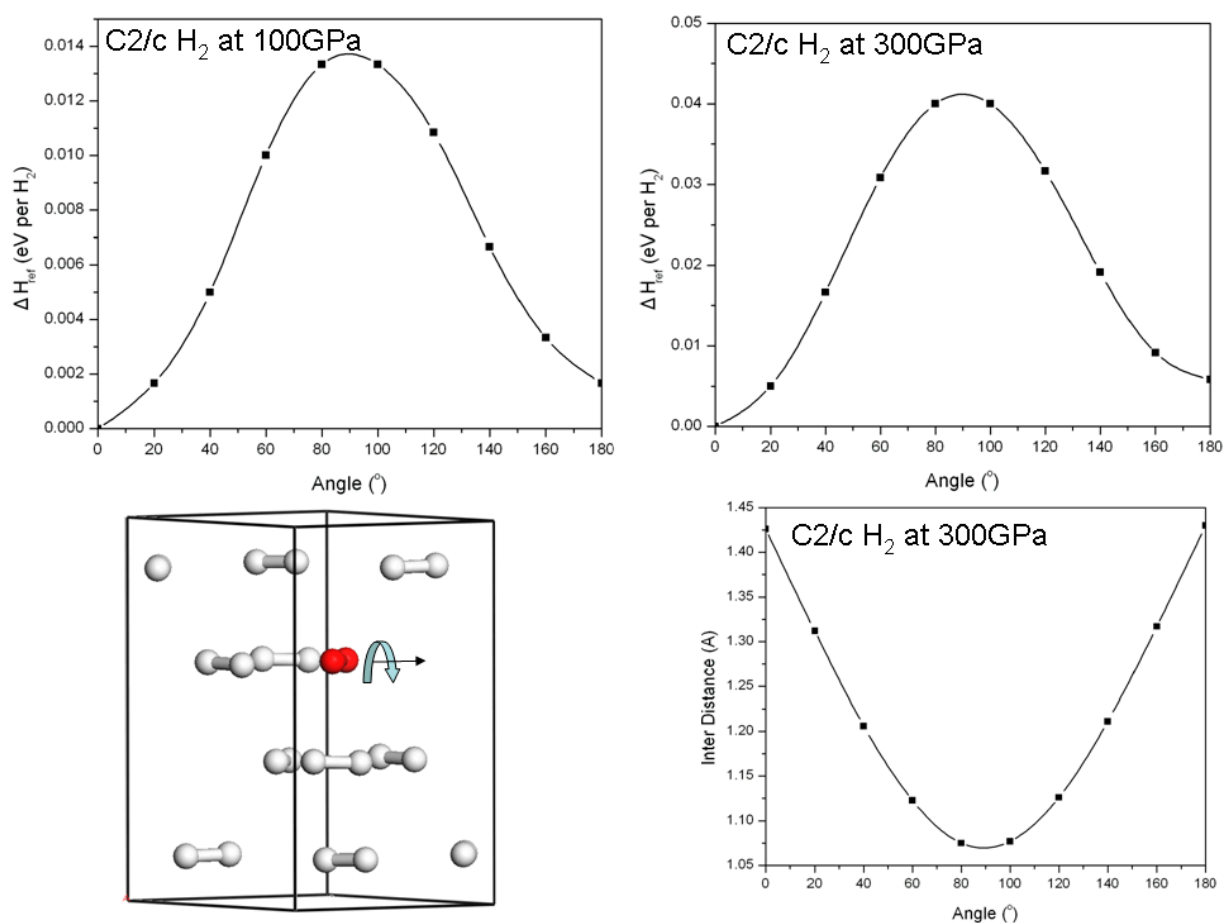 C2/c H₂ at 100GPa
0.014
0.012
0.010
0.008
0.006
0.004
0.002
0.000
Δ H_ref (eV per H₂)
0 20 40 60 80 100 120 140 160 180
Angle (°)
C2/c H₂ at 300GPa
0.05
0.04
0.03
0.02
0.01
0.00
Δ H_ref (eV per H₂)
0 20 40 60 80 100 120 140 160 180
Angle (°)
C2/c H₂ at 300GPa
1.45
1.40
1.35
1.30
1.25
1.20
1.15
1.10
1.05
Inter Distance (A)
0 20 40 60 80 100 120 140 160 180
Angle (°)